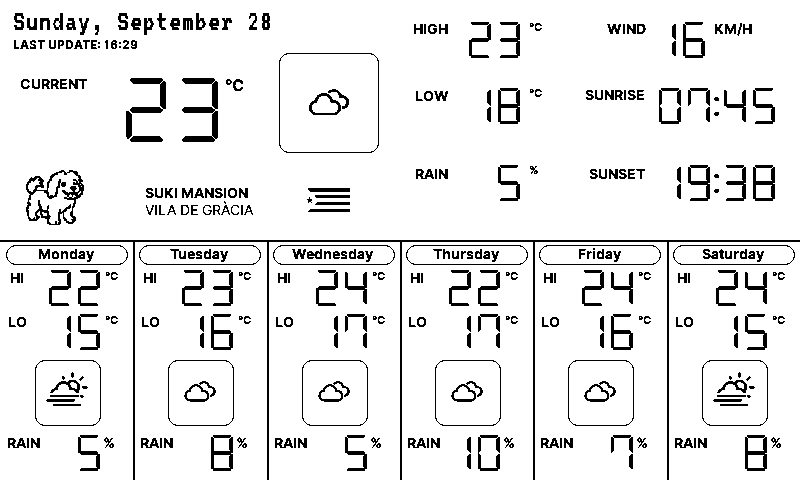 Sunday, September 28
LAST UPDATE: 16:29
CURRENT 23 °C
HIGH 23 °C
LOW 18 °C
RAIN 5 %
WIND 16 KM/H
SUNRISE 07:45
SUNSET 19:38
SUKI MANSION
VILA DE GRÀCIA
Monday
HI 22 °C
LO 15 °C
RAIN 5 %
Tuesday
HI 23 °C
LO 16 °C
RAIN 8 %
Wednesday
HI 24 °C
LO 17 °C
RAIN 5 %
Thursday
HI 22 °C
LO 17 °C
RAIN 10 %
Friday
HI 24 °C
LO 16 °C
RAIN 7 %
Saturday
HI 24 °C
LO 15 °C
RAIN 8 %